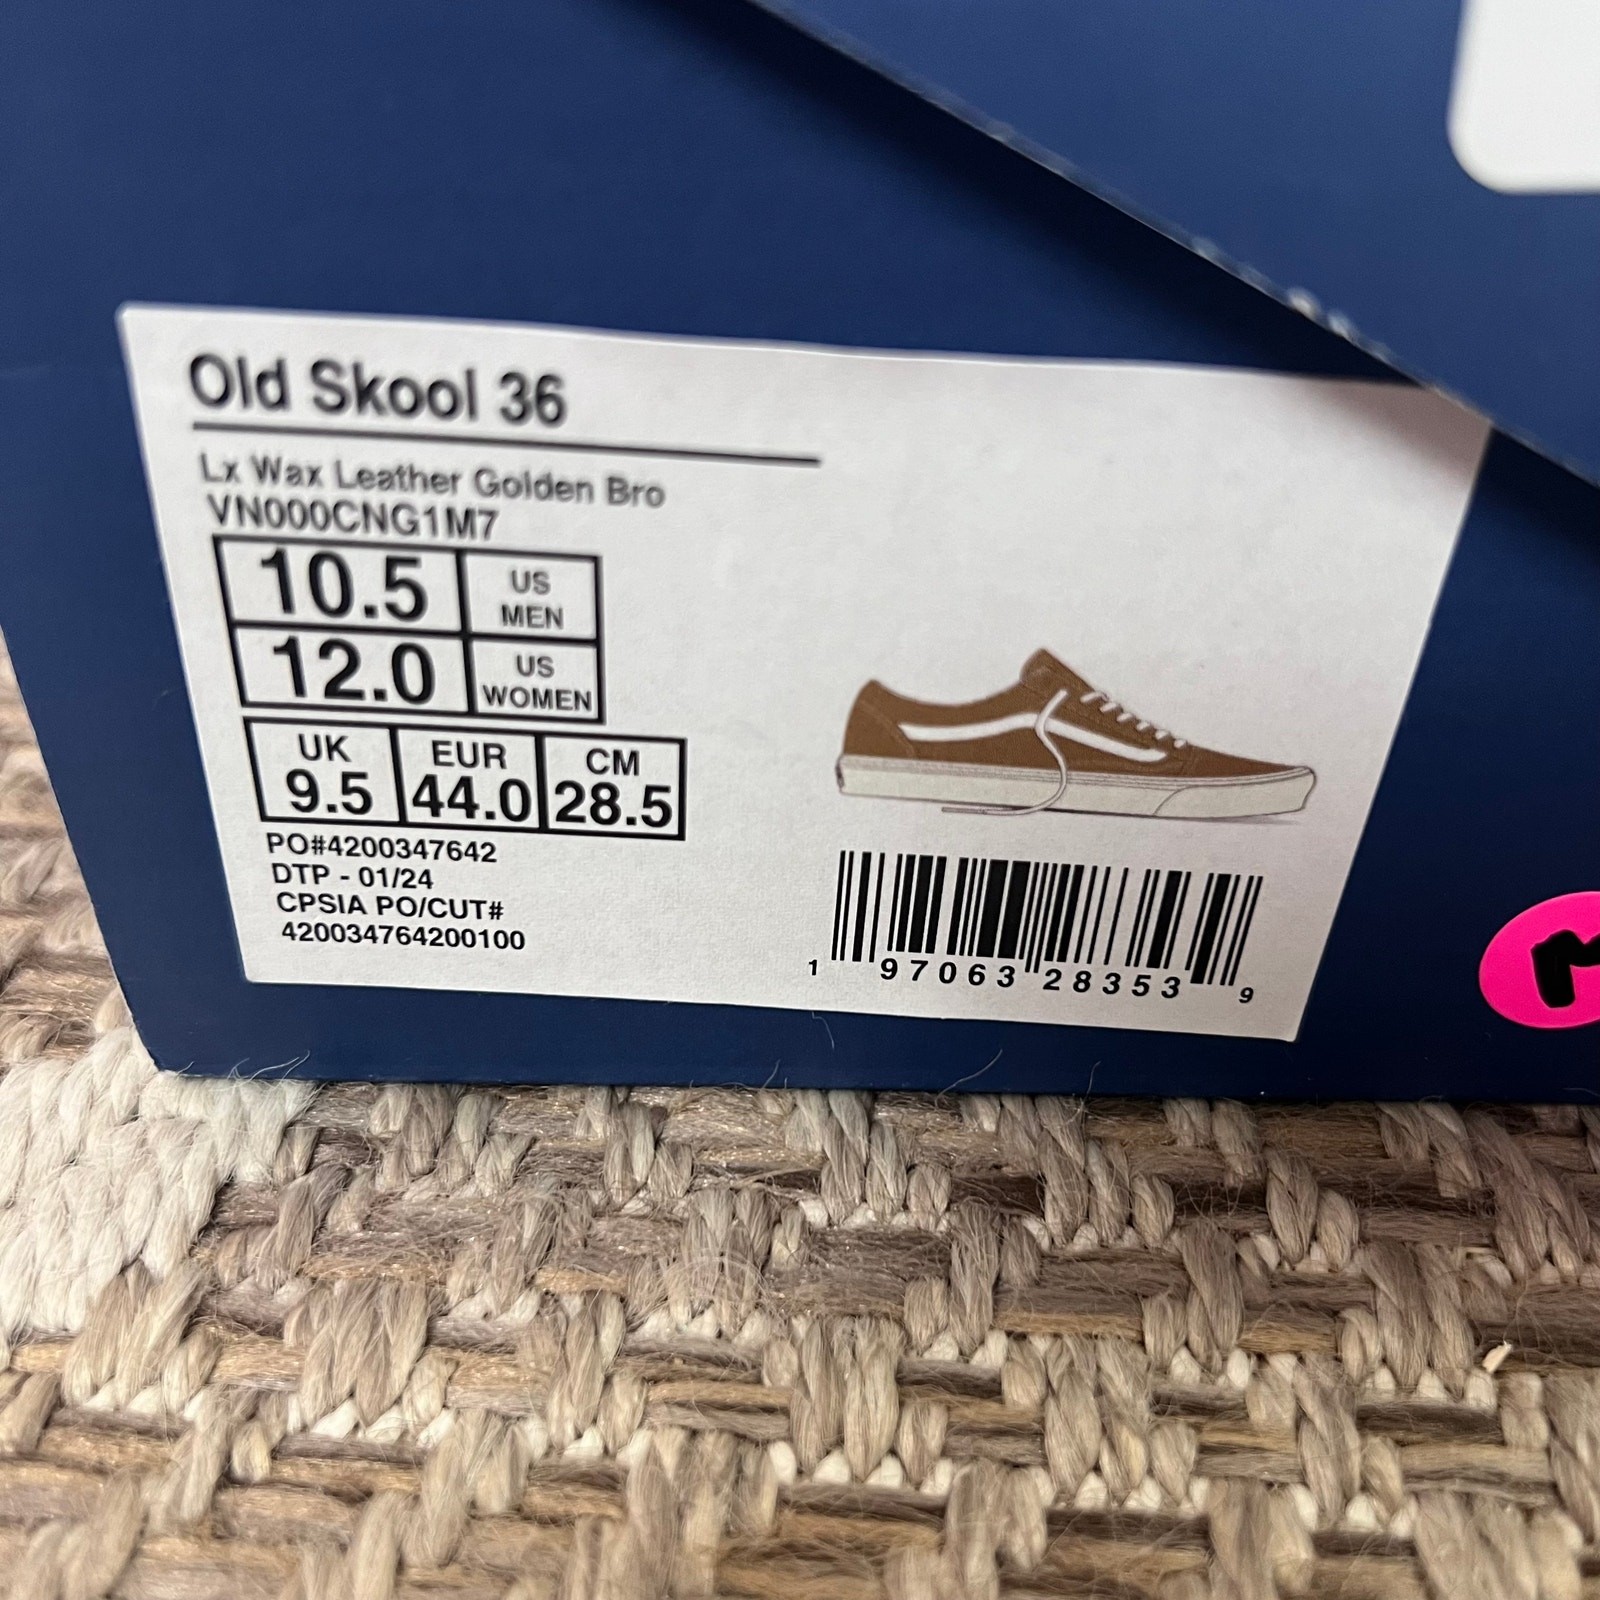 Old Skool 36
Lx Wax Leather Golden Bro
VN000CNG1M7
10.5 US MEN
12.0 US WOMEN
UK EUR CM
9.5 44.0 28.5
PO#4200347642
DTP - 01/24
CPSIA PO/CUT#
420034764200100
1 97063 28353 9